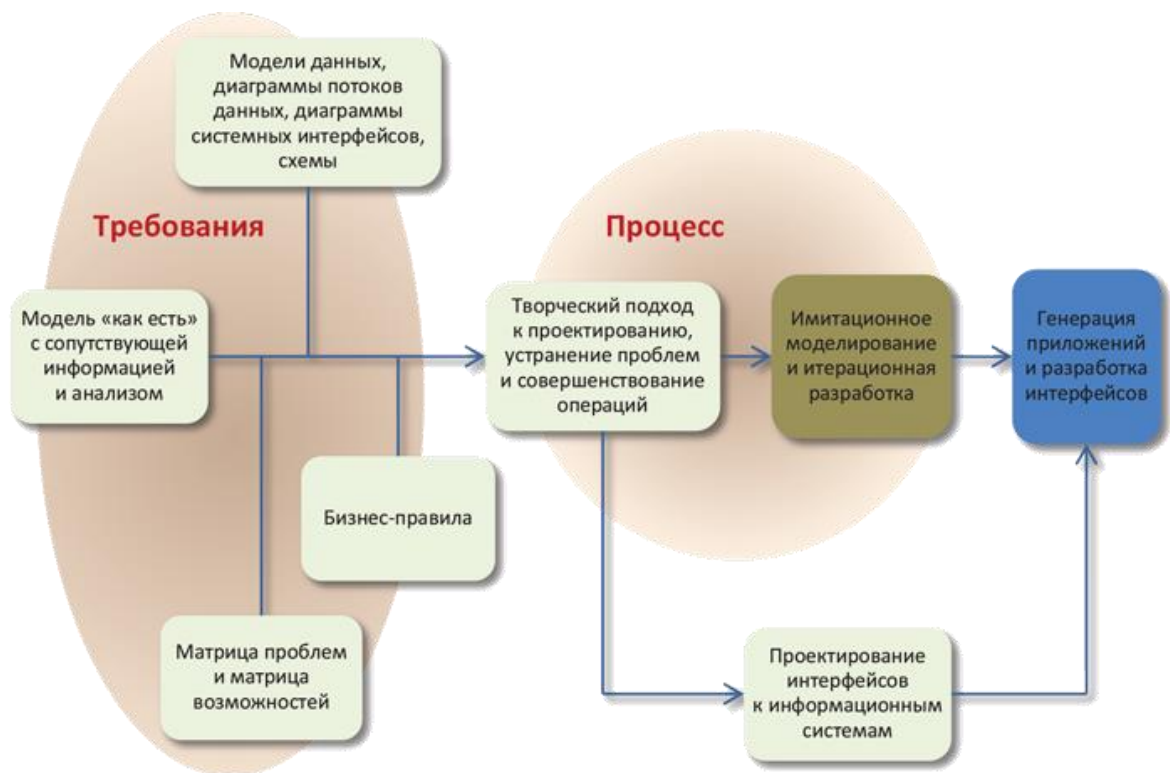 Модели данных,
диаграммы потоков
данных, диаграммы
системных интерфейсов,
схемы
Требования
Процесс
Модель «как есть»
с сопутствующей
информацией
и анализом
Творческий подход
к проектированию,
устранение проблем
и совершенствование
операций
Имитационное
моделирование
и итерационная
разработка
Генерация
приложений
и разработка
интерфейсов
Бизнес-правила
Матрица проблем
и матрица
возможностей
Проектирование
интерфейсов
к информационным
системам